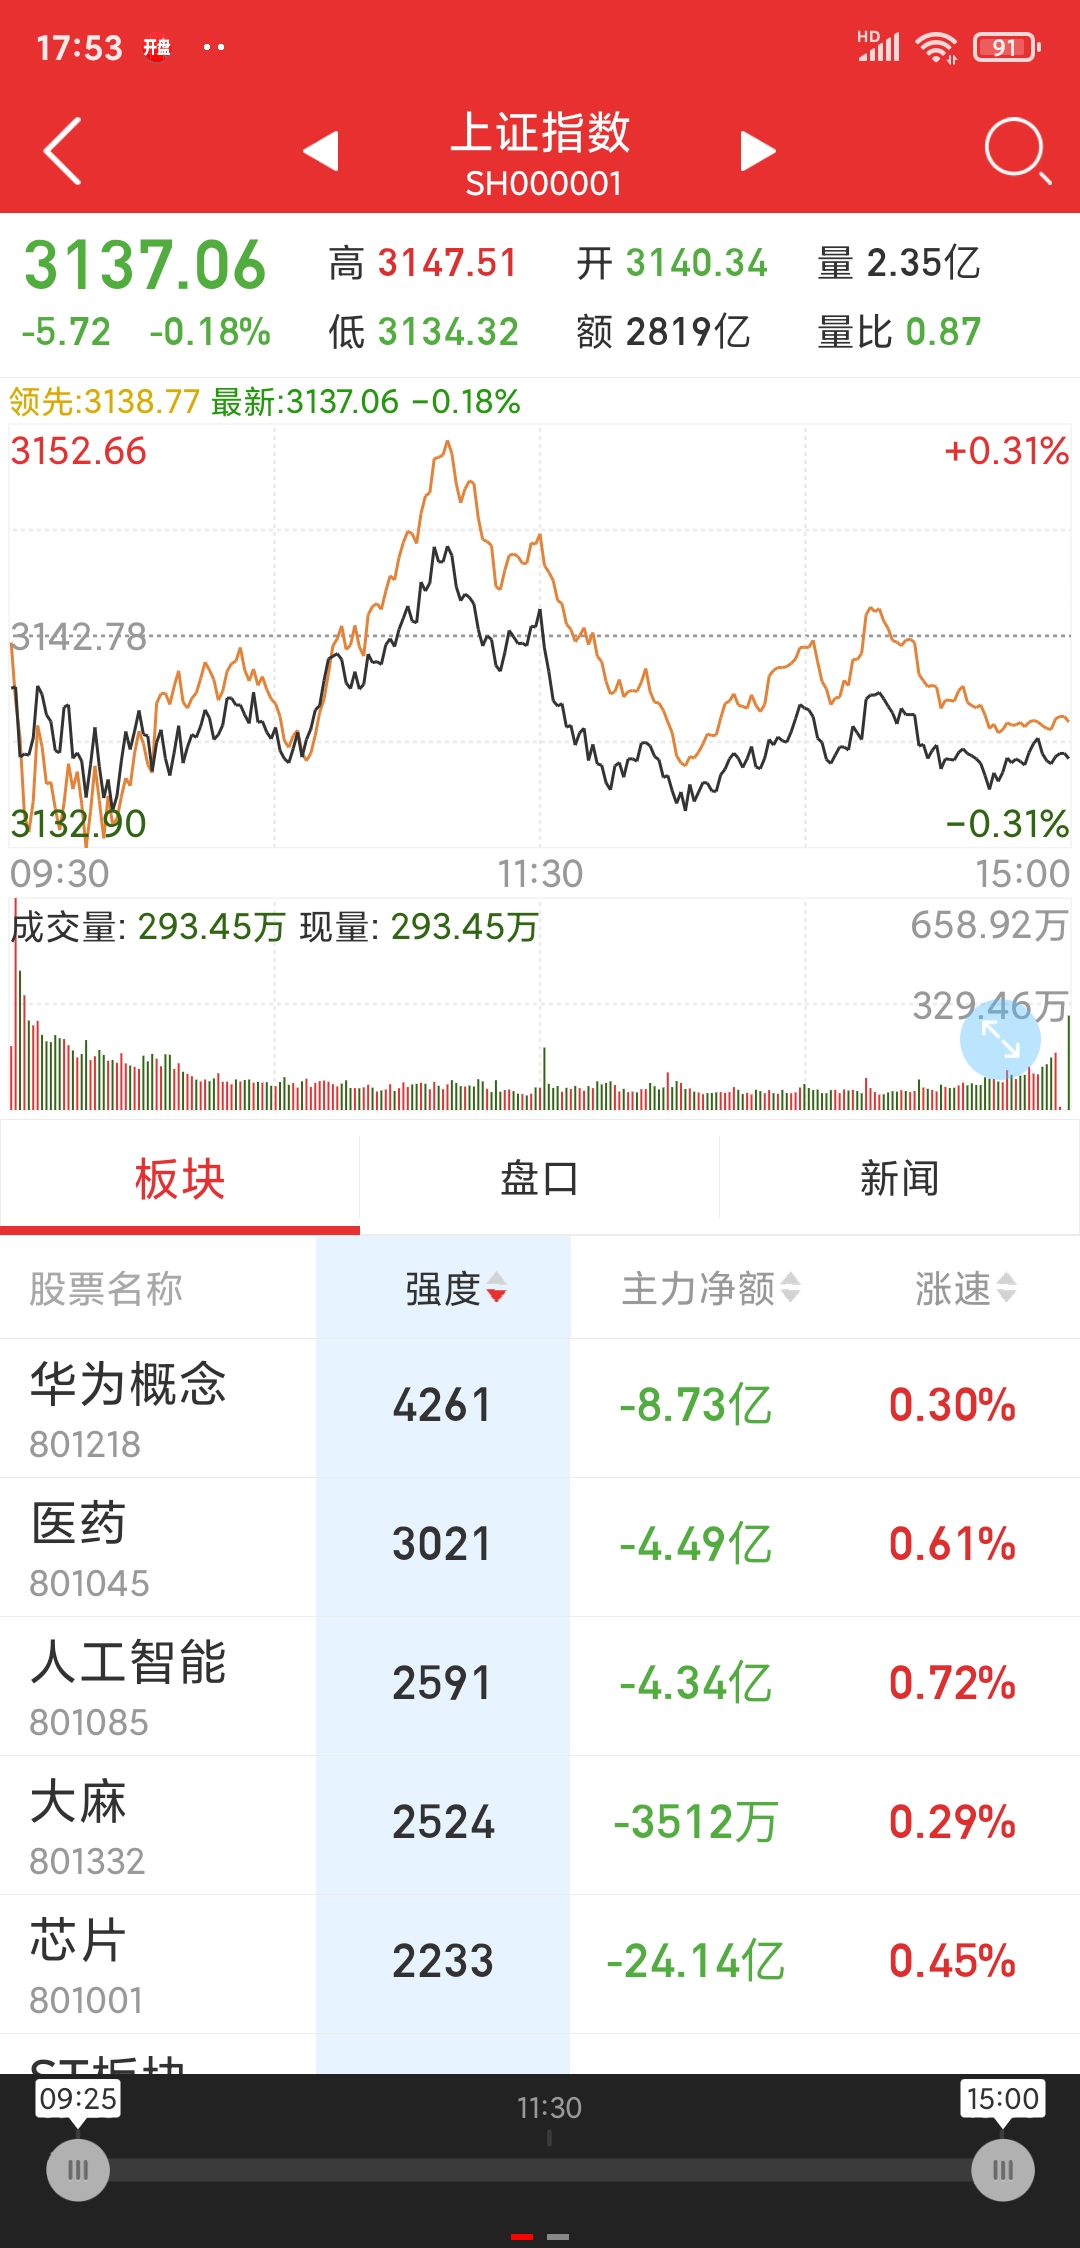 17:53 开盘 HD 91
上证指数
SH000001
3137.06 高 3147.51 开 3140.34 量 2.35亿
-5.72 -0.18% 低 3134.32 额 2819亿 量比 0.87
领先:3138.77 最新:3137.06 -0.18%
3152.66 +0.31%
3142.78
3132.90 -0.31%
09:30 11:30 15:00
成交量: 293.45万 现量: 293.45万 658.92万
329.46万
板块 盘口 新闻
股票名称 强度 主力净额 涨速
华为概念 4261 -8.73亿 0.30%
801218
医药 3021 -4.49亿 0.61%
801045
人工智能 2591 -4.34亿 0.72%
801085
大麻 2524 -3512万 0.29%
801332
芯片 2233 -24.14亿 0.45%
801001
ST板块
09:25 11:30 15:00